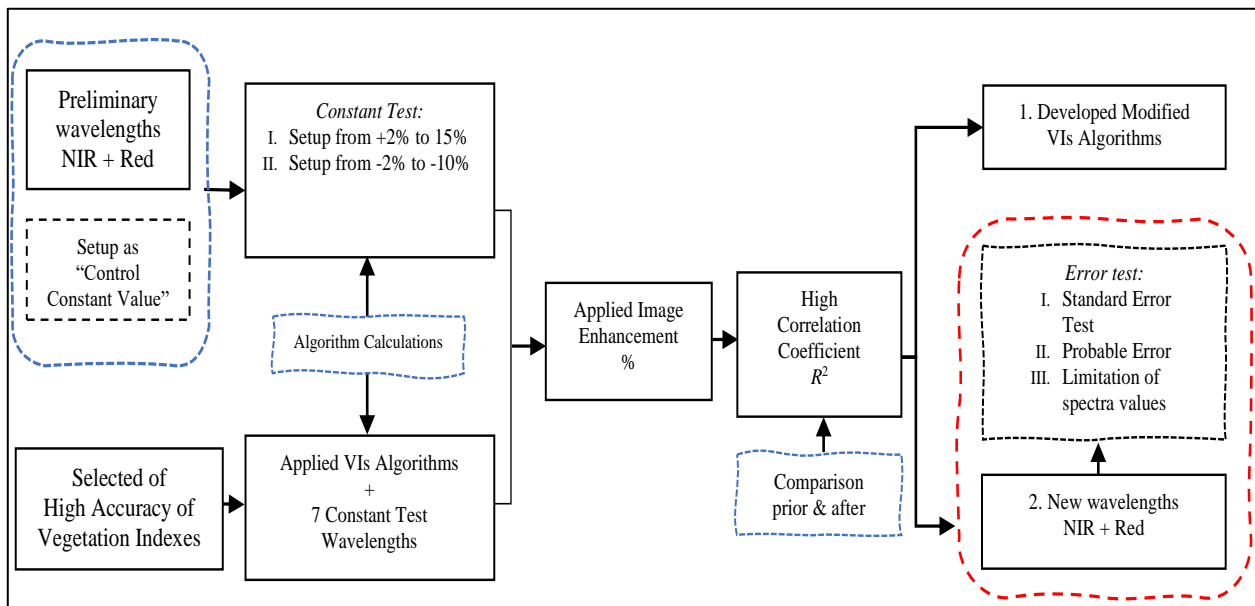 Preliminary
wavelengths
NIR + Red
Setup as
“Control
Constant Value”
Constant Test:
I. Setup from +2% to 15%
II. Setup from -2% to -10%
Algorithm Calculations
Selected of
High Accuracy of
Vegetation Indexes
Applied VIs Algorithms
+
7 Constant Test
Wavelengths
Applied Image
Enhancement
%
High
Correlation
Coefficient
R²
Comparison
prior & after
1. Developed Modified
VIs Algorithms
Error test:
I. Standard Error
Test
II. Probable Error
III. Limitation of
spectra values
2. New wavelengths
NIR + Red